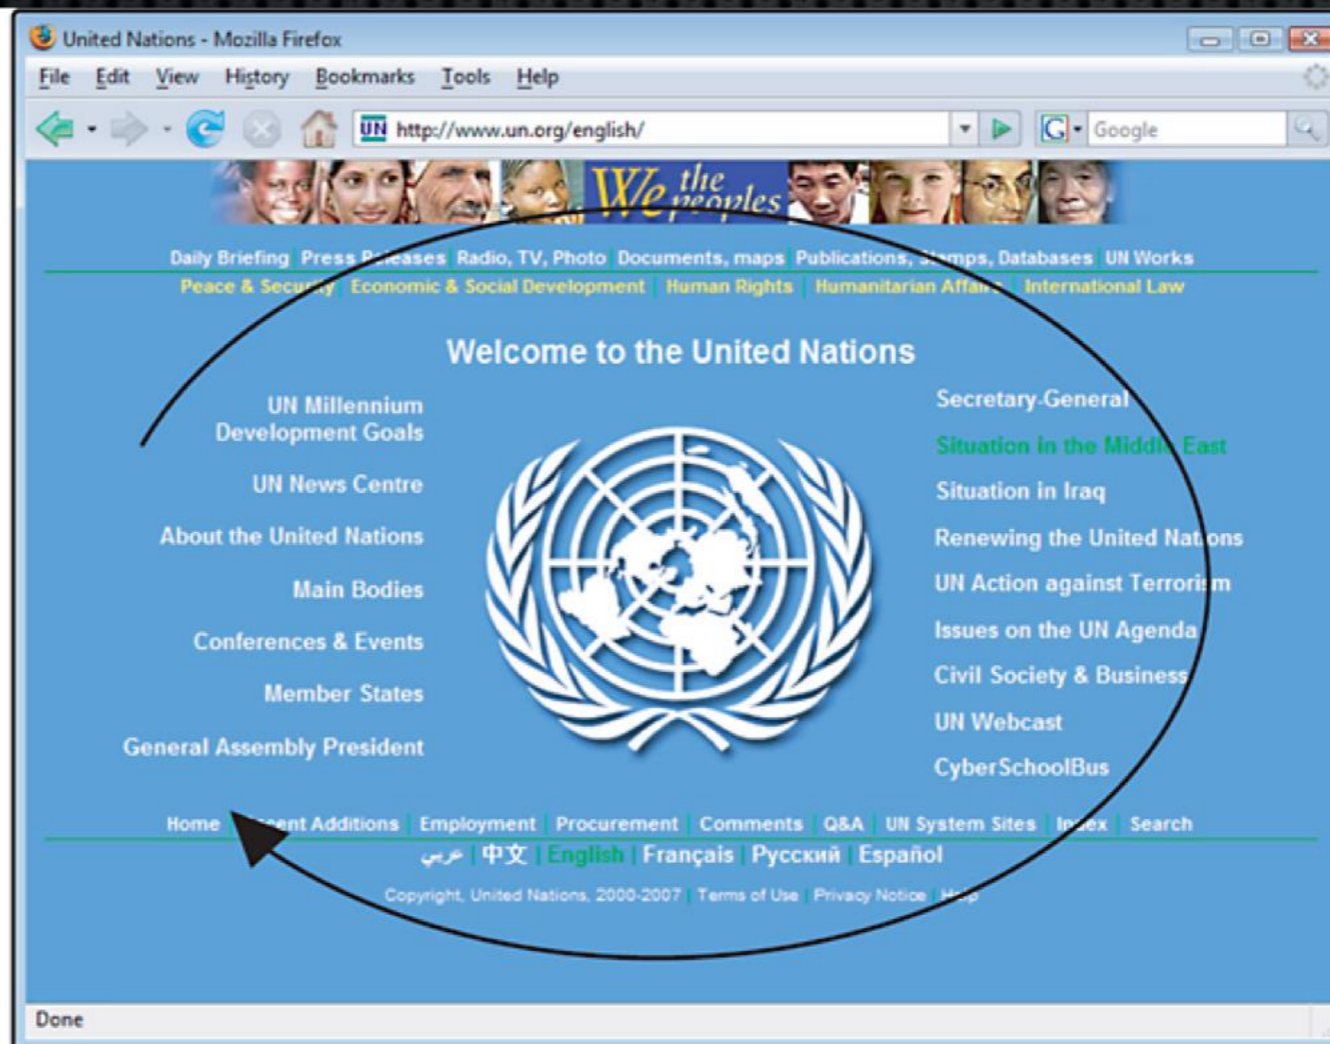 United Nations - Mozilla Firefox
File Edit View History Bookmarks Tools Help
UN http://www.un.org/english/ G Google
We the peoples
Daily Briefing | Press Releases | Radio, TV, Photo | Documents, maps | Publications, Stamps, Databases | UN Works
Peace & Security | Economic & Social Development | Human Rights | Humanitarian Affairs | International Law
Welcome to the United Nations
UN Millennium
Development Goals
UN News Centre
About the United Nations
Main Bodies
Conferences & Events
Member States
General Assembly President
Secretary-General
Situation in the Middle East
Situation in Iraq
Renewing the United Nations
UN Action against Terrorism
Issues on the UN Agenda
Civil Society & Business
UN Webcast
CyberSchoolBus
Home | Recent Additions | Employment | Procurement | Comments | Q&A | UN System Sites | Index | Search
عربي | 中文 | English | Français | Русский | Español
Copyright, United Nations, 2000-2007 | Terms of Use | Privacy Notice | Help
Done